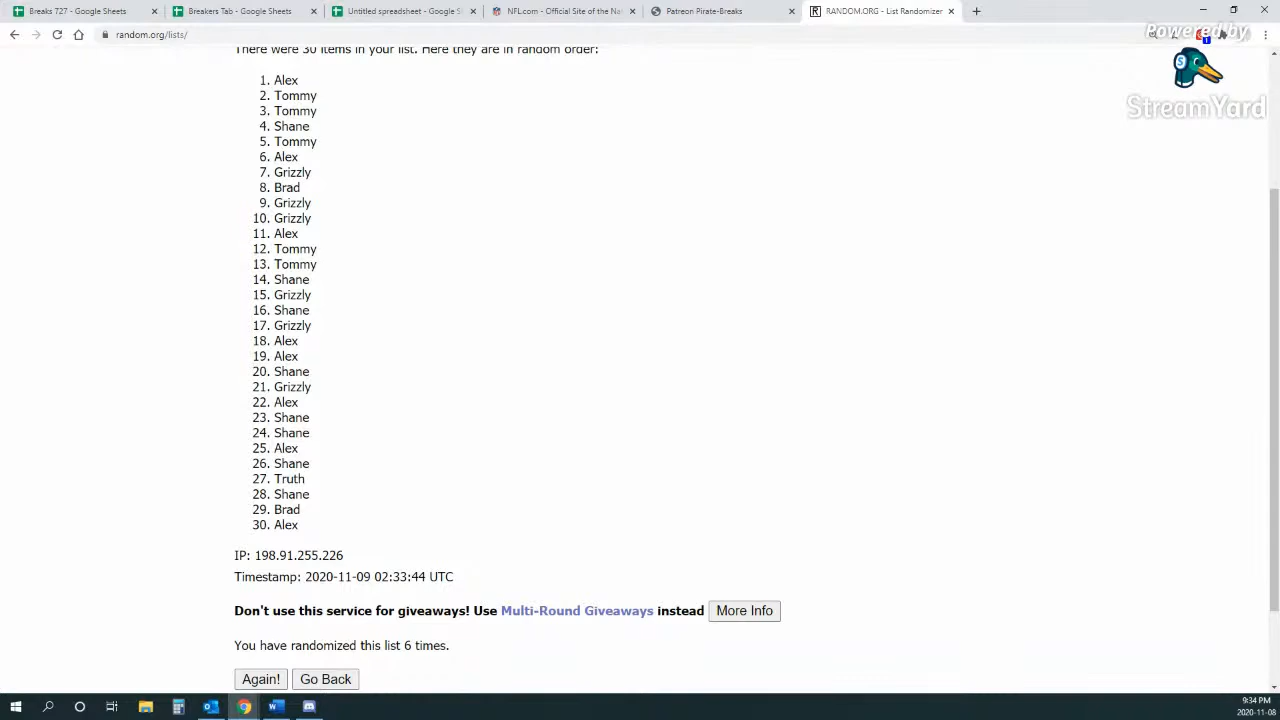 Breaks 727 - Google Sheets
Breakers Tab - Google Sheets
Untitled spreadsheet - Google S
NFL.com - Official Site of the Na
Patreon Pirate-Breaks
RANDOM.ORG - List Randomizer
random.org/lists/
Powered by
StreamYard
There were 30 items in your list. Here they are in random order:
1. Alex
2. Tommy
3. Tommy
4. Shane
5. Tommy
6. Alex
7. Grizzly
8. Brad
9. Grizzly
10. Grizzly
11. Alex
12. Tommy
13. Tommy
14. Shane
15. Grizzly
16. Shane
17. Grizzly
18. Alex
19. Alex
20. Shane
21. Grizzly
22. Alex
23. Shane
24. Shane
25. Alex
26. Shane
27. Truth
28. Shane
29. Brad
30. Alex
IP: 198.91.255.226
Timestamp: 2020-11-09 02:33:44 UTC
Don't use this service for giveaways! Use Multi-Round Giveaways instead More Info
You have randomized this list 6 times.
Again! Go Back
9:34 PM
2020-11-08